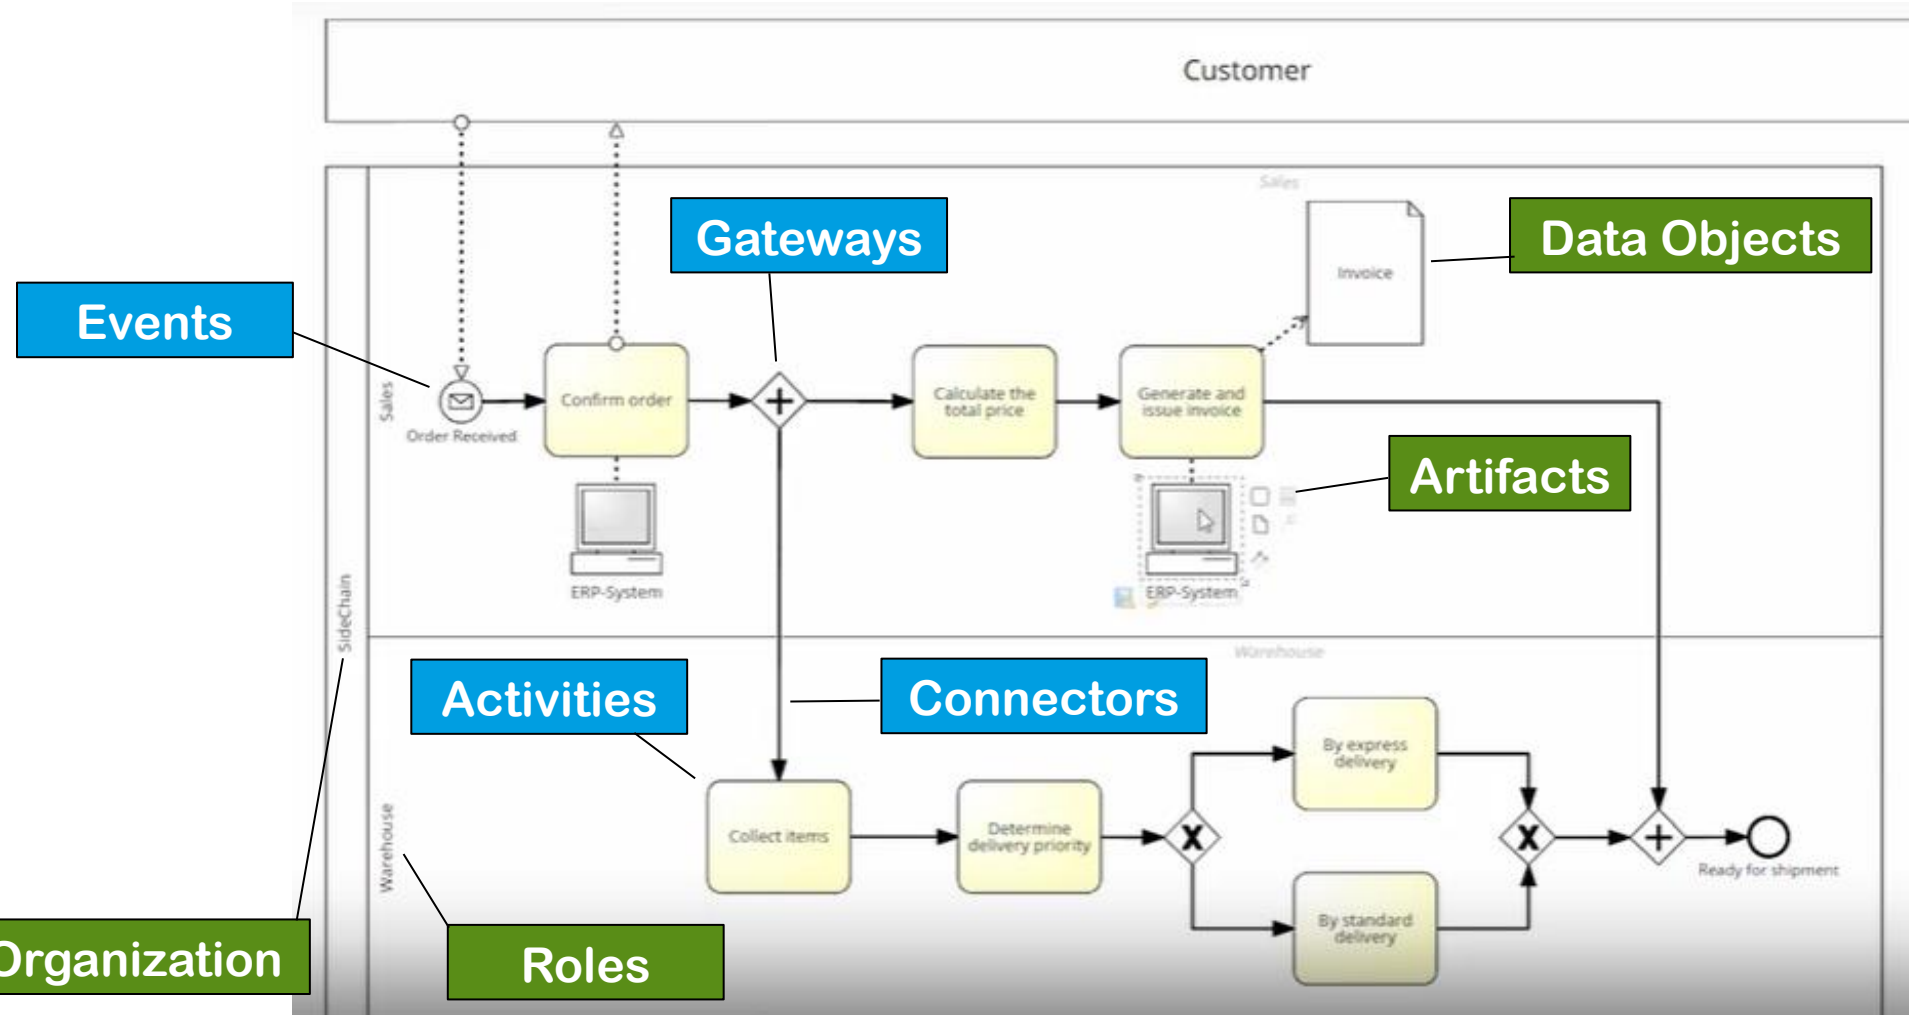 Customer
Sales
Gateways
Data Objects
Invoice
Events
Sales
Confirm order
Calculate the
total price
Generate and
issue invoice
Order Received
Artifacts
ERP-System
ERP-System
SideChain
Warehouse
Activities
Connectors
By express
delivery
Warehouse
Collect items
Determine
delivery priority
X
X
Ready for shipment
By standard
delivery
Organization
Roles